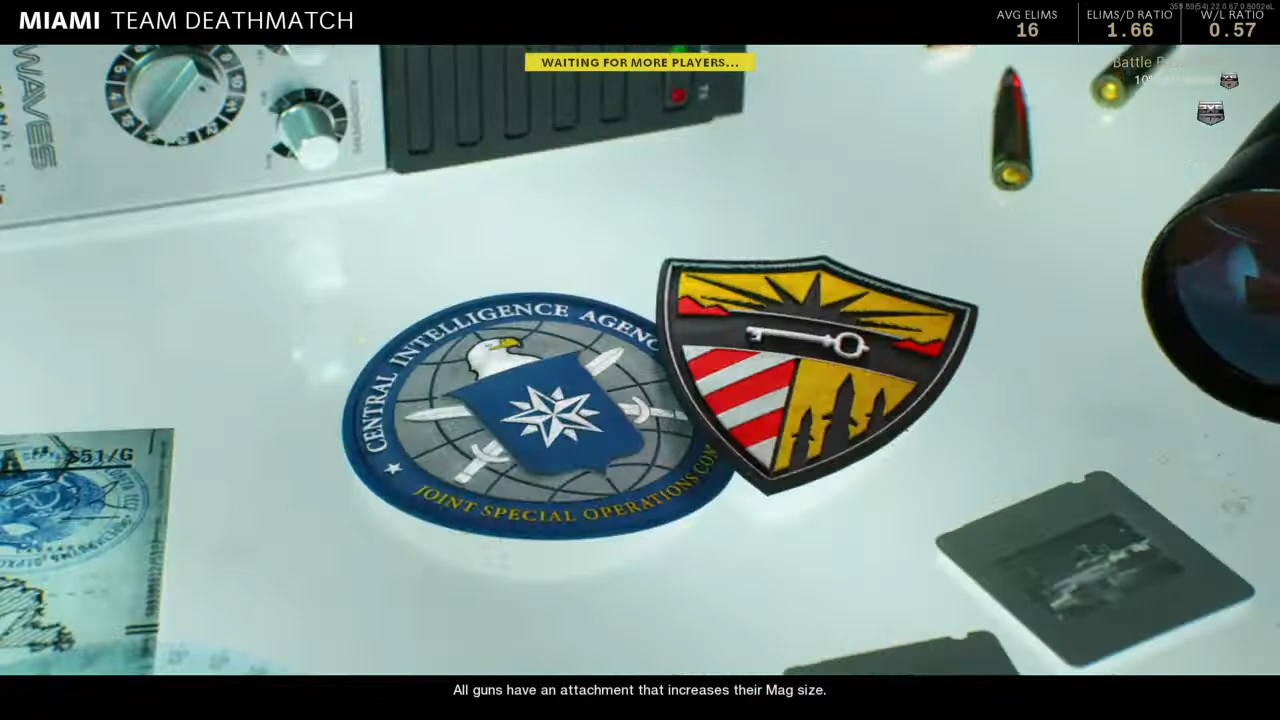 MIAMI TEAM DEATHMATCH
AVG ELIMS
16
ELIMS/D RATIO
1.66
W/L RATIO
0.57
WAITING FOR MORE PLAYERS...
WAVES
CENTRAL INTELLIGENCE AGENC
JOINT SPECIAL OPERATIONS COM
651/G
All guns have an attachment that increases their Mag size.